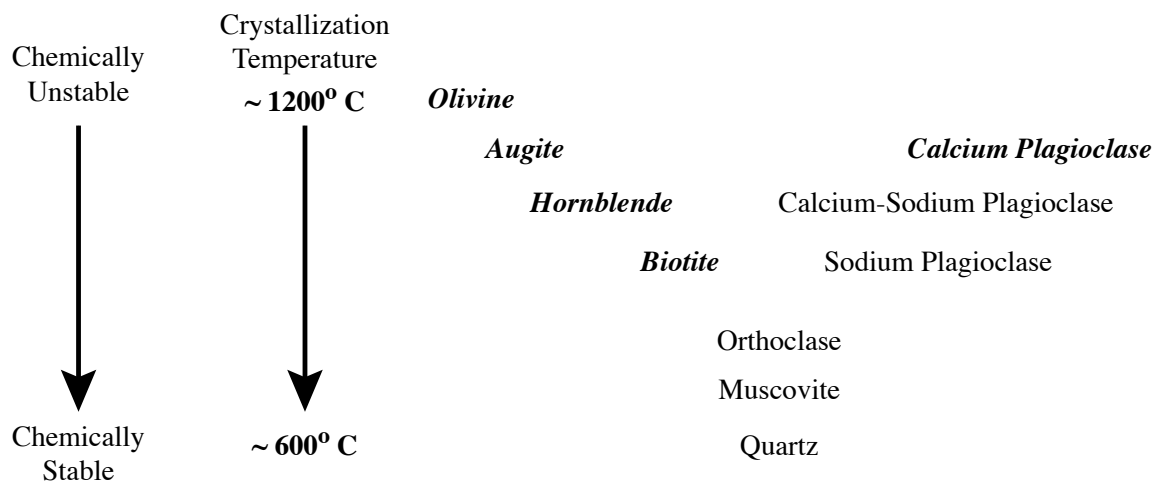 Chemically
Unstable
Crystallization
Temperature
~ 1200° C
Olivine
Augite
Calcium Plagioclase
Hornblende
Calcium-Sodium Plagioclase
Biotite
Sodium Plagioclase
Orthoclase
Muscovite
Chemically
Stable
~ 600° C
Quartz